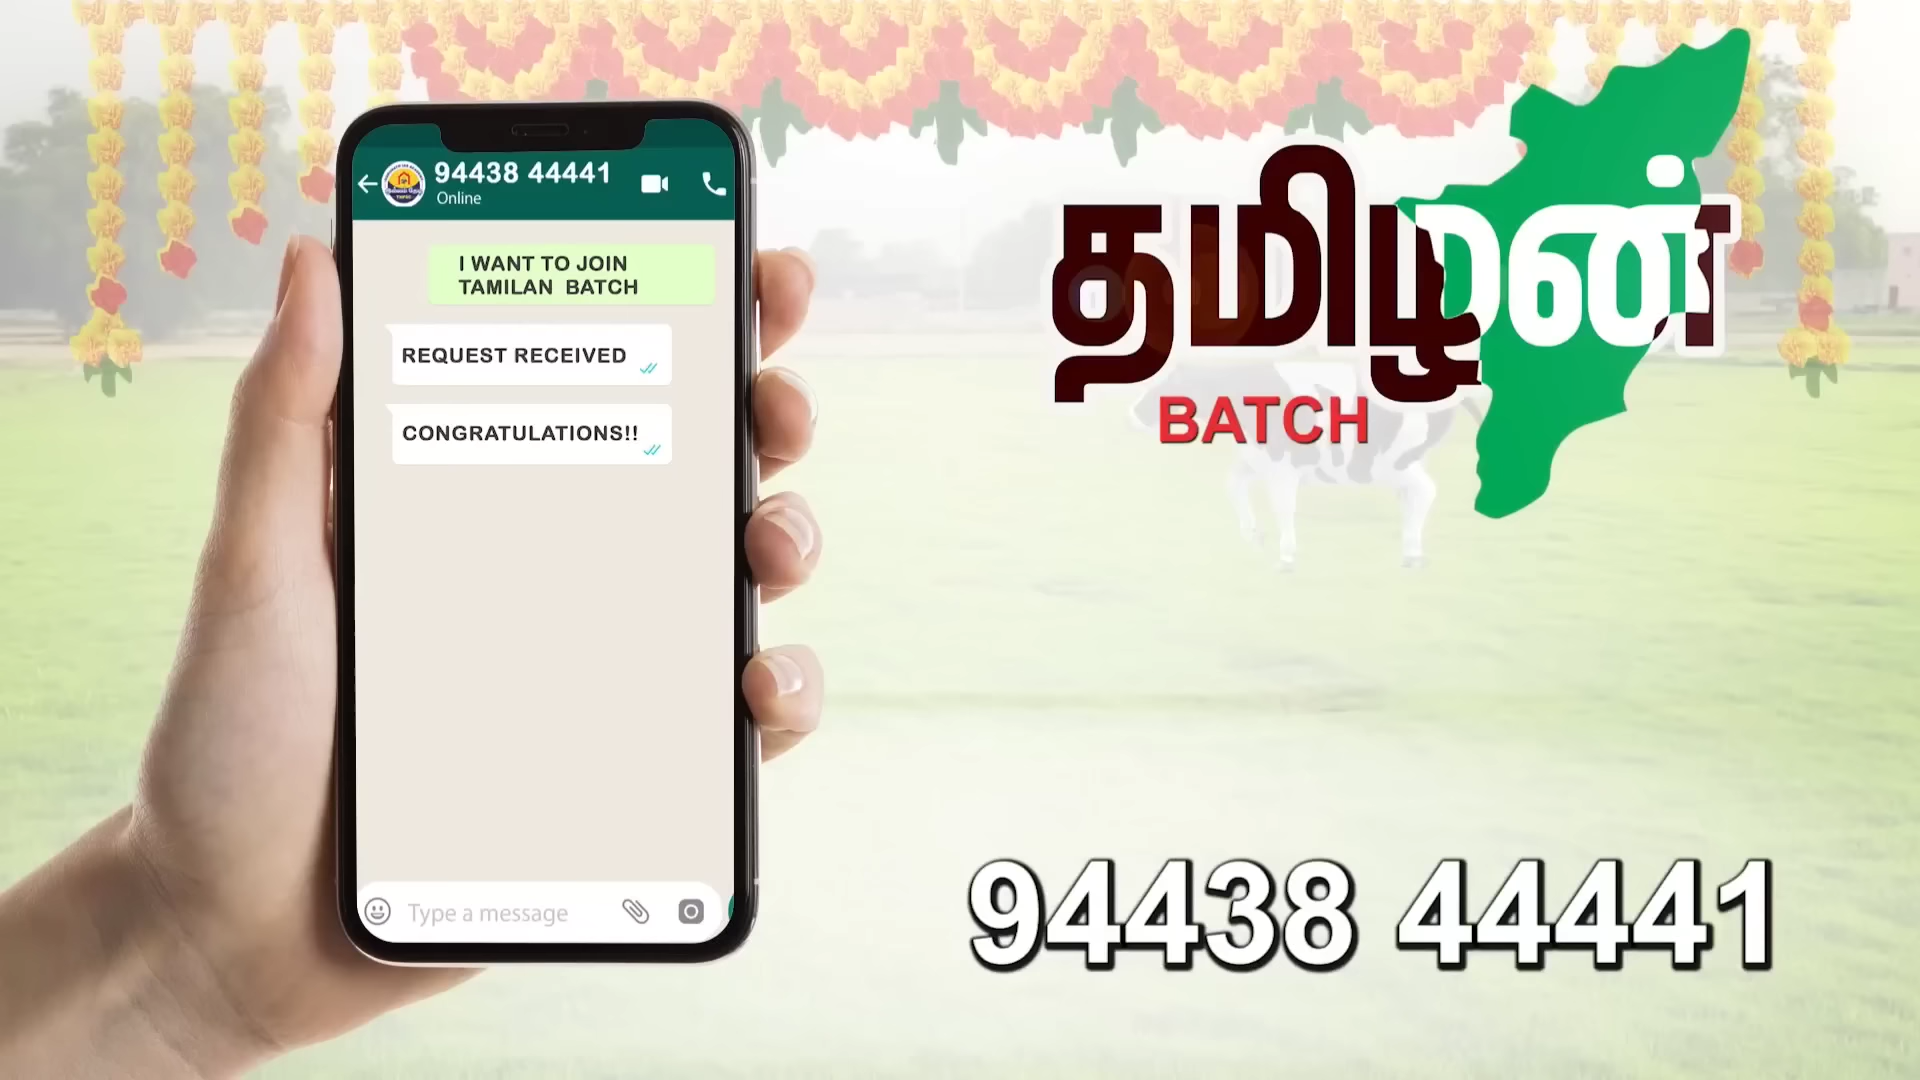 94438 44441
Online
I WANT TO JOIN
TAMILAN BATCH
REQUEST RECEIVED
CONGRATULATIONS!!
Type a message
தமிழன்
BATCH
94438 44441